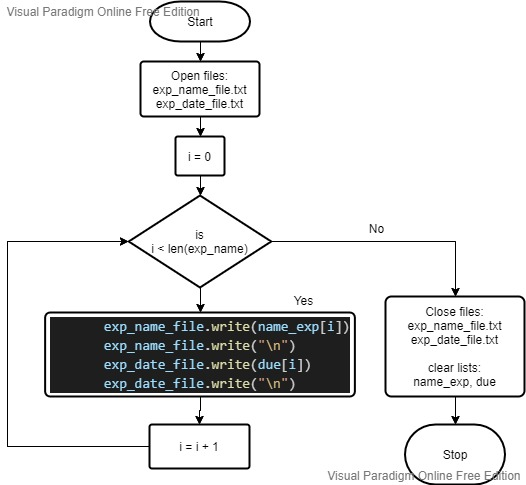 Visual Paradigm Online Free Edition
Start
Open files:
exp_name_file.txt
exp_date_file.txt
i = 0
is
i < len(exp_name)
No
Yes
exp_name_file.write(name_exp[i])
exp_name_file.write("\n")
exp_date_file.write(due[i])
exp_date_file.write("\n")
Close files:
exp_name_file.txt
exp_date_file.txt
clear lists:
name_exp, due
i = i + 1
Stop
Visual Paradigm Online Free Edition